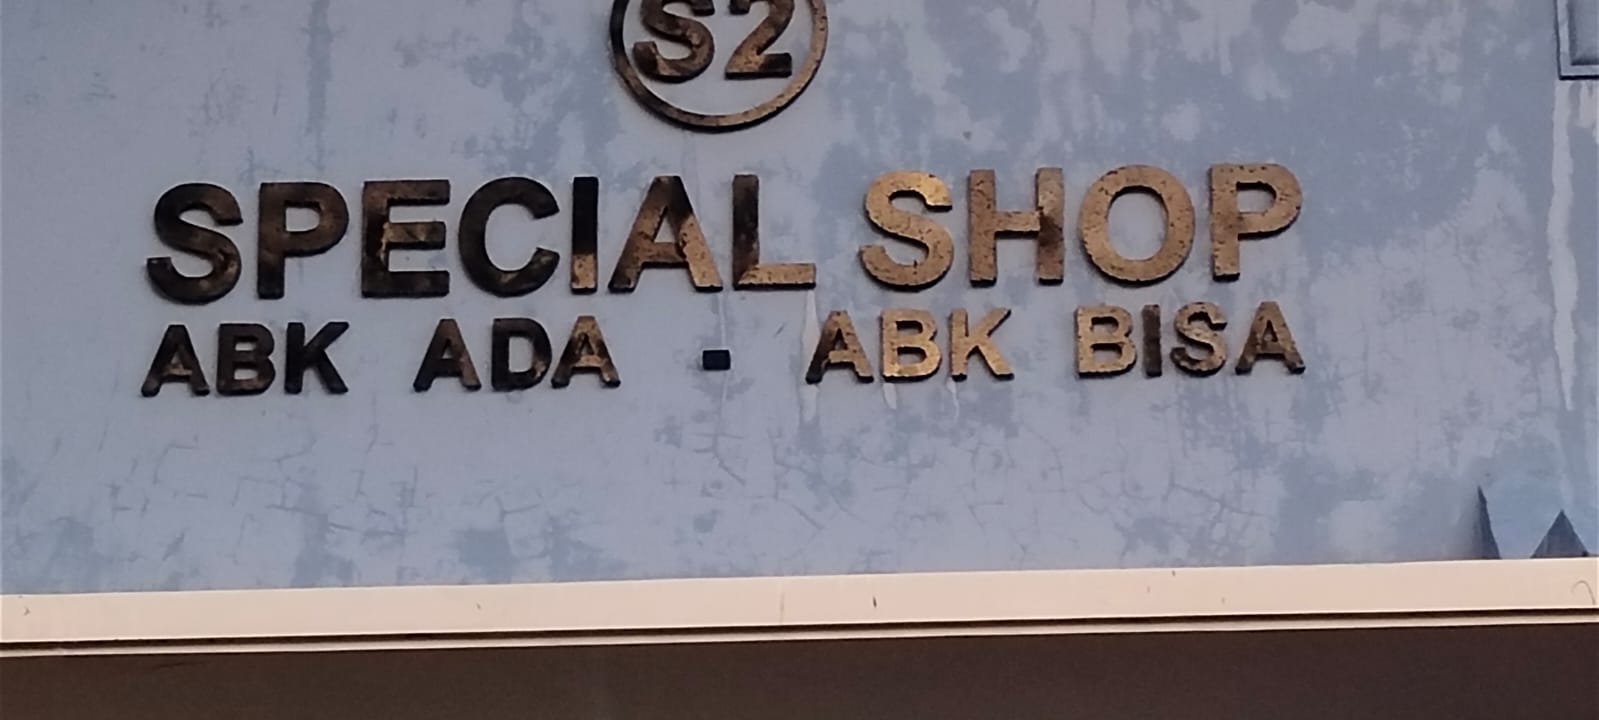 S2
SPECIAL SHOP
ABK ADA · ABK BISA